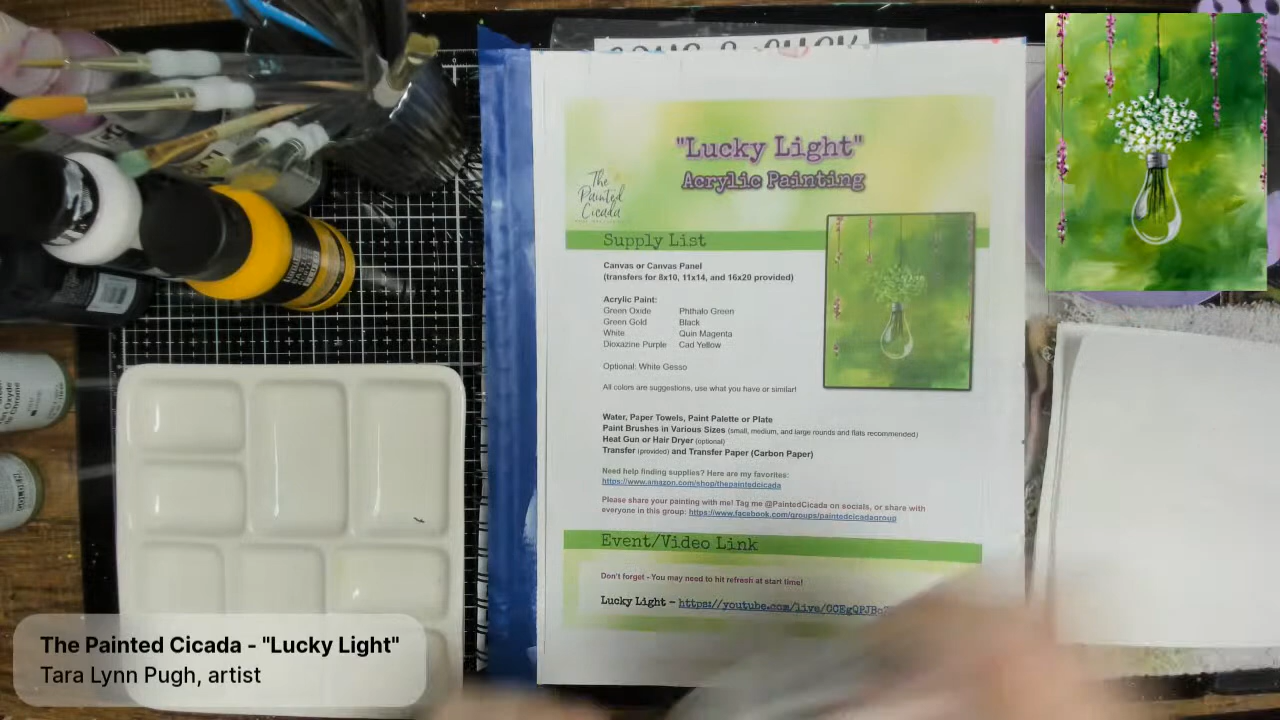 "Lucky Light"
Acrylic Painting
The
Painted
Cicada
Supply List
Canvas or Canvas Panel
(transfers for 8x10, 11x14, and 16x20 provided)
Acrylic Paint:
Green Oxide Phthalo Green
Green Gold Black
White Quin Magenta
Dioxazine Purple Cad Yellow
Optional: White Gesso
All colors are suggestions, use what you have or similar!
Water, Paper Towels, Paint Palette or Plate
Paint Brushes in Various Sizes (small, medium, and large rounds and flats recommended)
Heat Gun or Hair Dryer (optional)
Transfer (provided) and Transfer Paper (Carbon Paper)
Need help finding supplies? Here are my favorites:
https://www.amazon.com/shop/thepaintedcicada
Please share your painting with me! Tag me @PaintedCicada on socials, or share with
everyone in this group: https://www.facebook.com/groups/paintedcicadagroup
Event/Video Link
Don't forget - You may need to hit refresh at start time!
Lucky Light –
The Painted Cicada - "Lucky Light"
Tara Lynn Pugh, artist